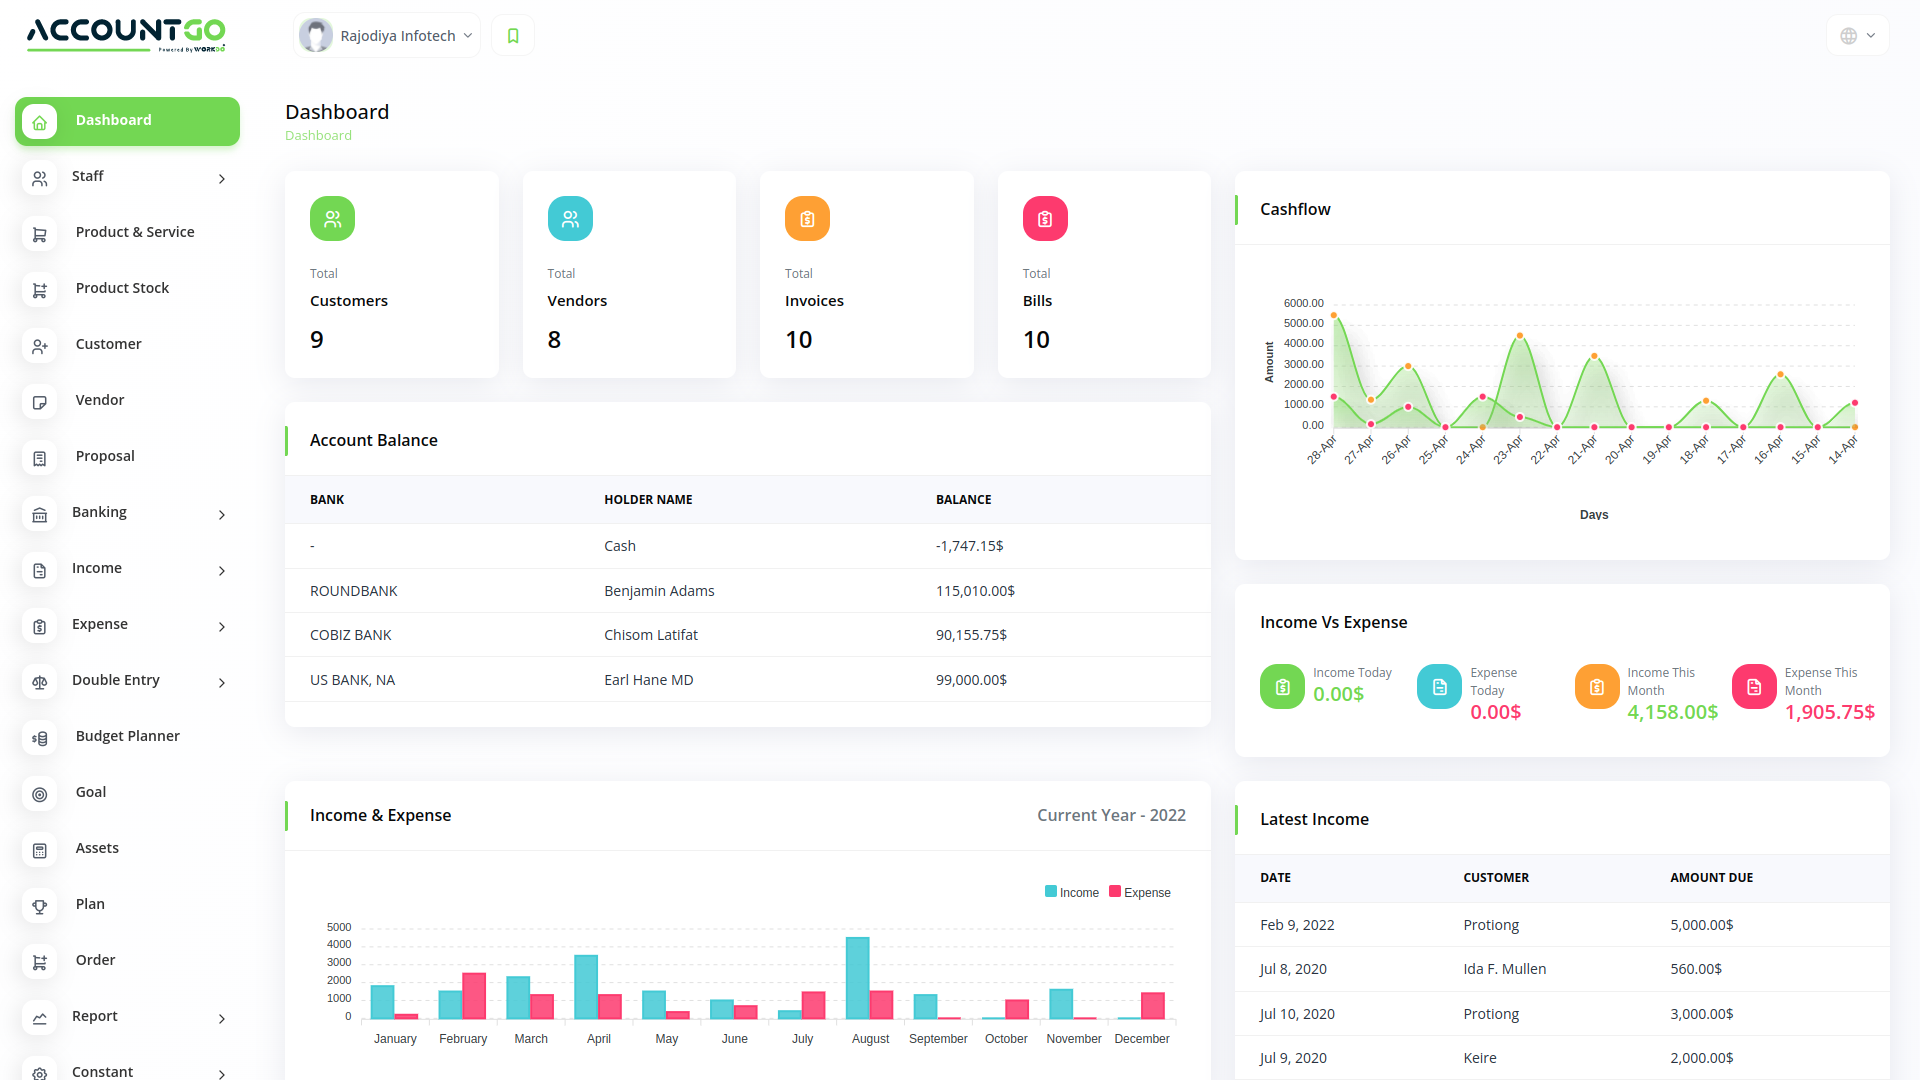 ACCOUNTGO
Powered By WORKDO
Rajodiya Infotech
Dashboard
Staff
Product & Service
Product Stock
Customer
Vendor
Proposal
Banking
Income
Expense
Double Entry
Budget Planner
Goal
Assets
Plan
Order
Report
Constant
Dashboard
Dashboard
Total
Customers
9
Total
Vendors
8
Total
Invoices
10
Total
Bills
10
Account Balance
BANK HOLDER NAME BALANCE
- Cash -1,747.15$
ROUNDBANK Benjamin Adams 115,010.00$
COBIZ BANK Chisom Latifat 90,155.75$
US BANK, NA Earl Hane MD 99,000.00$
Cashflow
Amount
6000.00
5000.00
4000.00
3000.00
2000.00
1000.00
0.00
28-Apr 27-Apr 26-Apr 25-Apr 24-Apr 23-Apr 22-Apr 21-Apr 20-Apr 19-Apr 18-Apr 17-Apr 16-Apr 15-Apr 14-Apr
Days
Income Vs Expense
Income Today
0.00$
Expense
Today
0.00$
Income This
Month
4,158.00$
Expense This
Month
1,905.75$
Income & Expense Current Year - 2022
Income Expense
5000
4000
3000
2000
1000
0
January February March April May June July August September October November December
Latest Income
DATE CUSTOMER AMOUNT DUE
Feb 9, 2022 Protiong 5,000.00$
Jul 8, 2020 Ida F. Mullen 560.00$
Jul 10, 2020 Protiong 3,000.00$
Jul 9, 2020 Keire 2,000.00$